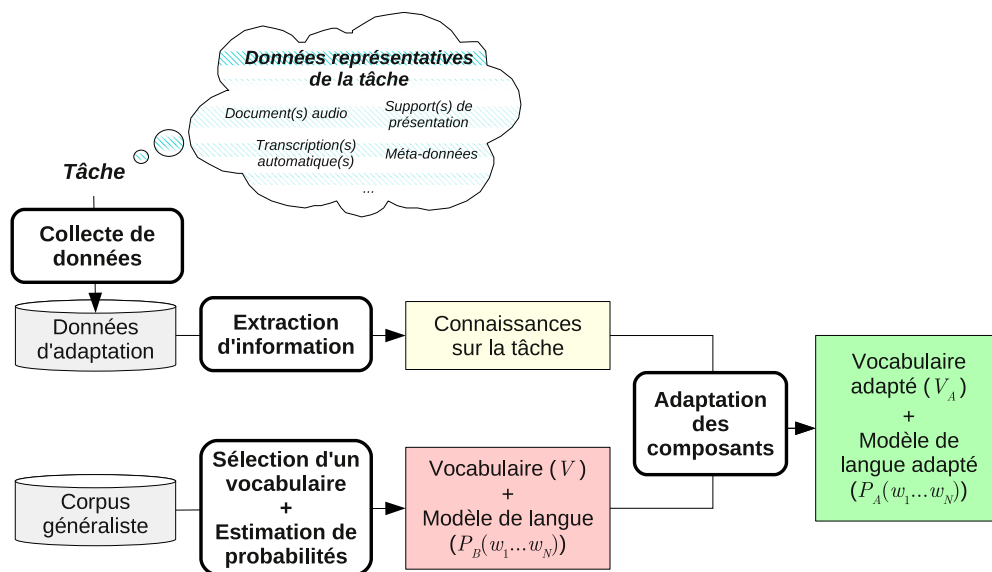 Données représentatives
de la tâche
Document(s) audio
Support(s) de
présentation
Transcription(s)
automatique(s)
Méta-données
...
Tâche
Collecte de
données
Données
d'adaptation
Extraction
d'information
Connaissances
sur la tâche
Adaptation
des
composants
Vocabulaire
adapté (V_A)
+
Modèle de
langue adapté
(P_A(w_1...w_N))
Corpus
généraliste
Sélection d'un
vocabulaire
+
Estimation de
probabilités
Vocabulaire (V)
+
Modèle de langue
(P_B(w_1...w_N))